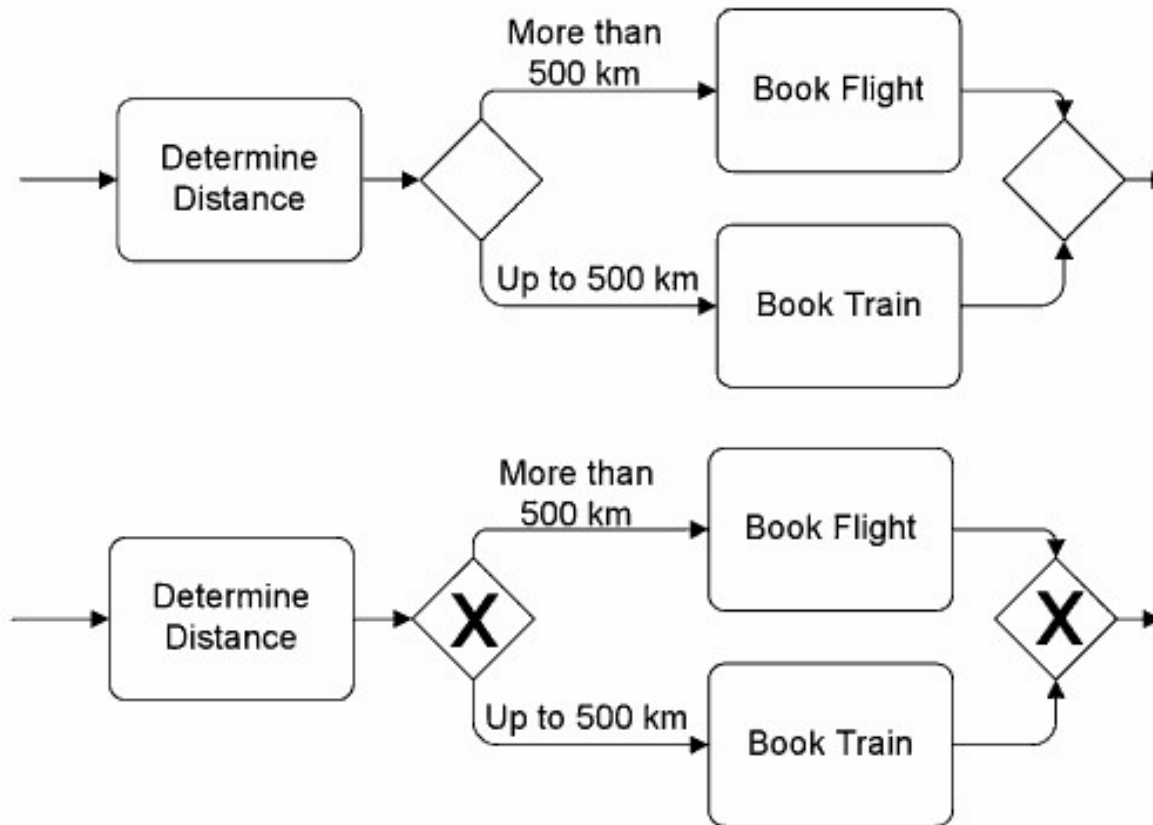 More than
500 km
Book Flight
Determine
Distance
Up to 500 km
Book Train
More than
500 km
Book Flight
Determine
Distance
X
X
Up to 500 km
Book Train